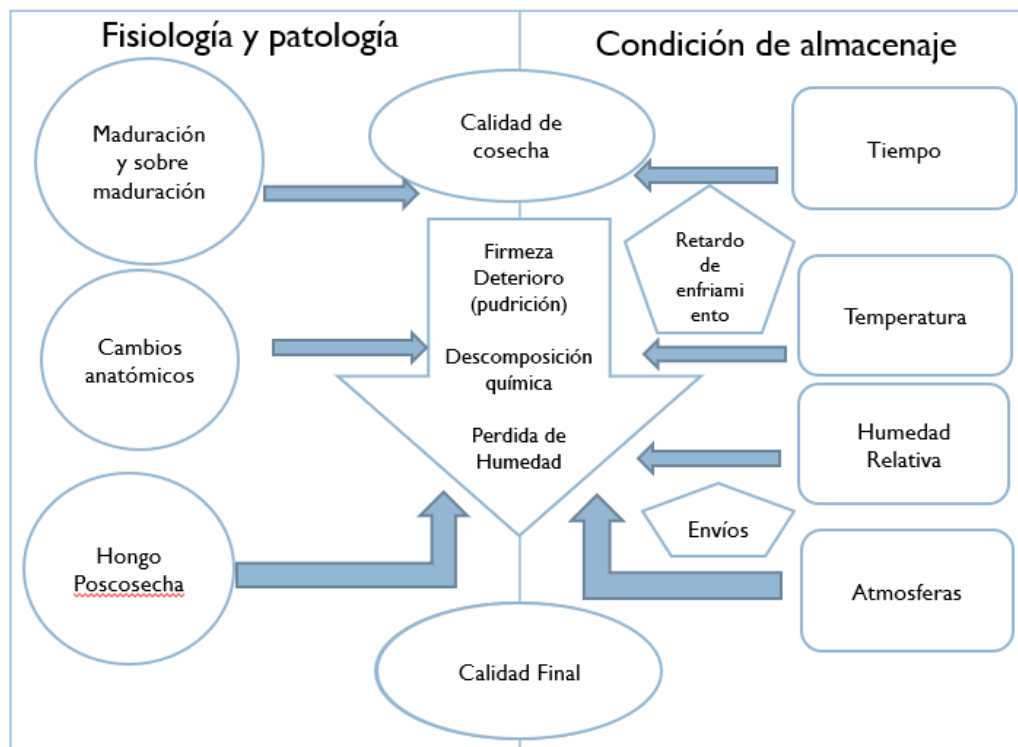 Fisiología y patología
Condición de almacenaje
Maduración
y sobre
maduración
Calidad de
cosecha
Tiempo
Firmeza
Deterioro
(pudrición)
Retardo
de
enfriami
ento
Cambios
anatómicos
Descomposición
química
Temperatura
Perdida de
Humedad
Humedad
Relativa
Envíos
Hongo
Poscosecha
Atmosferas
Calidad Final